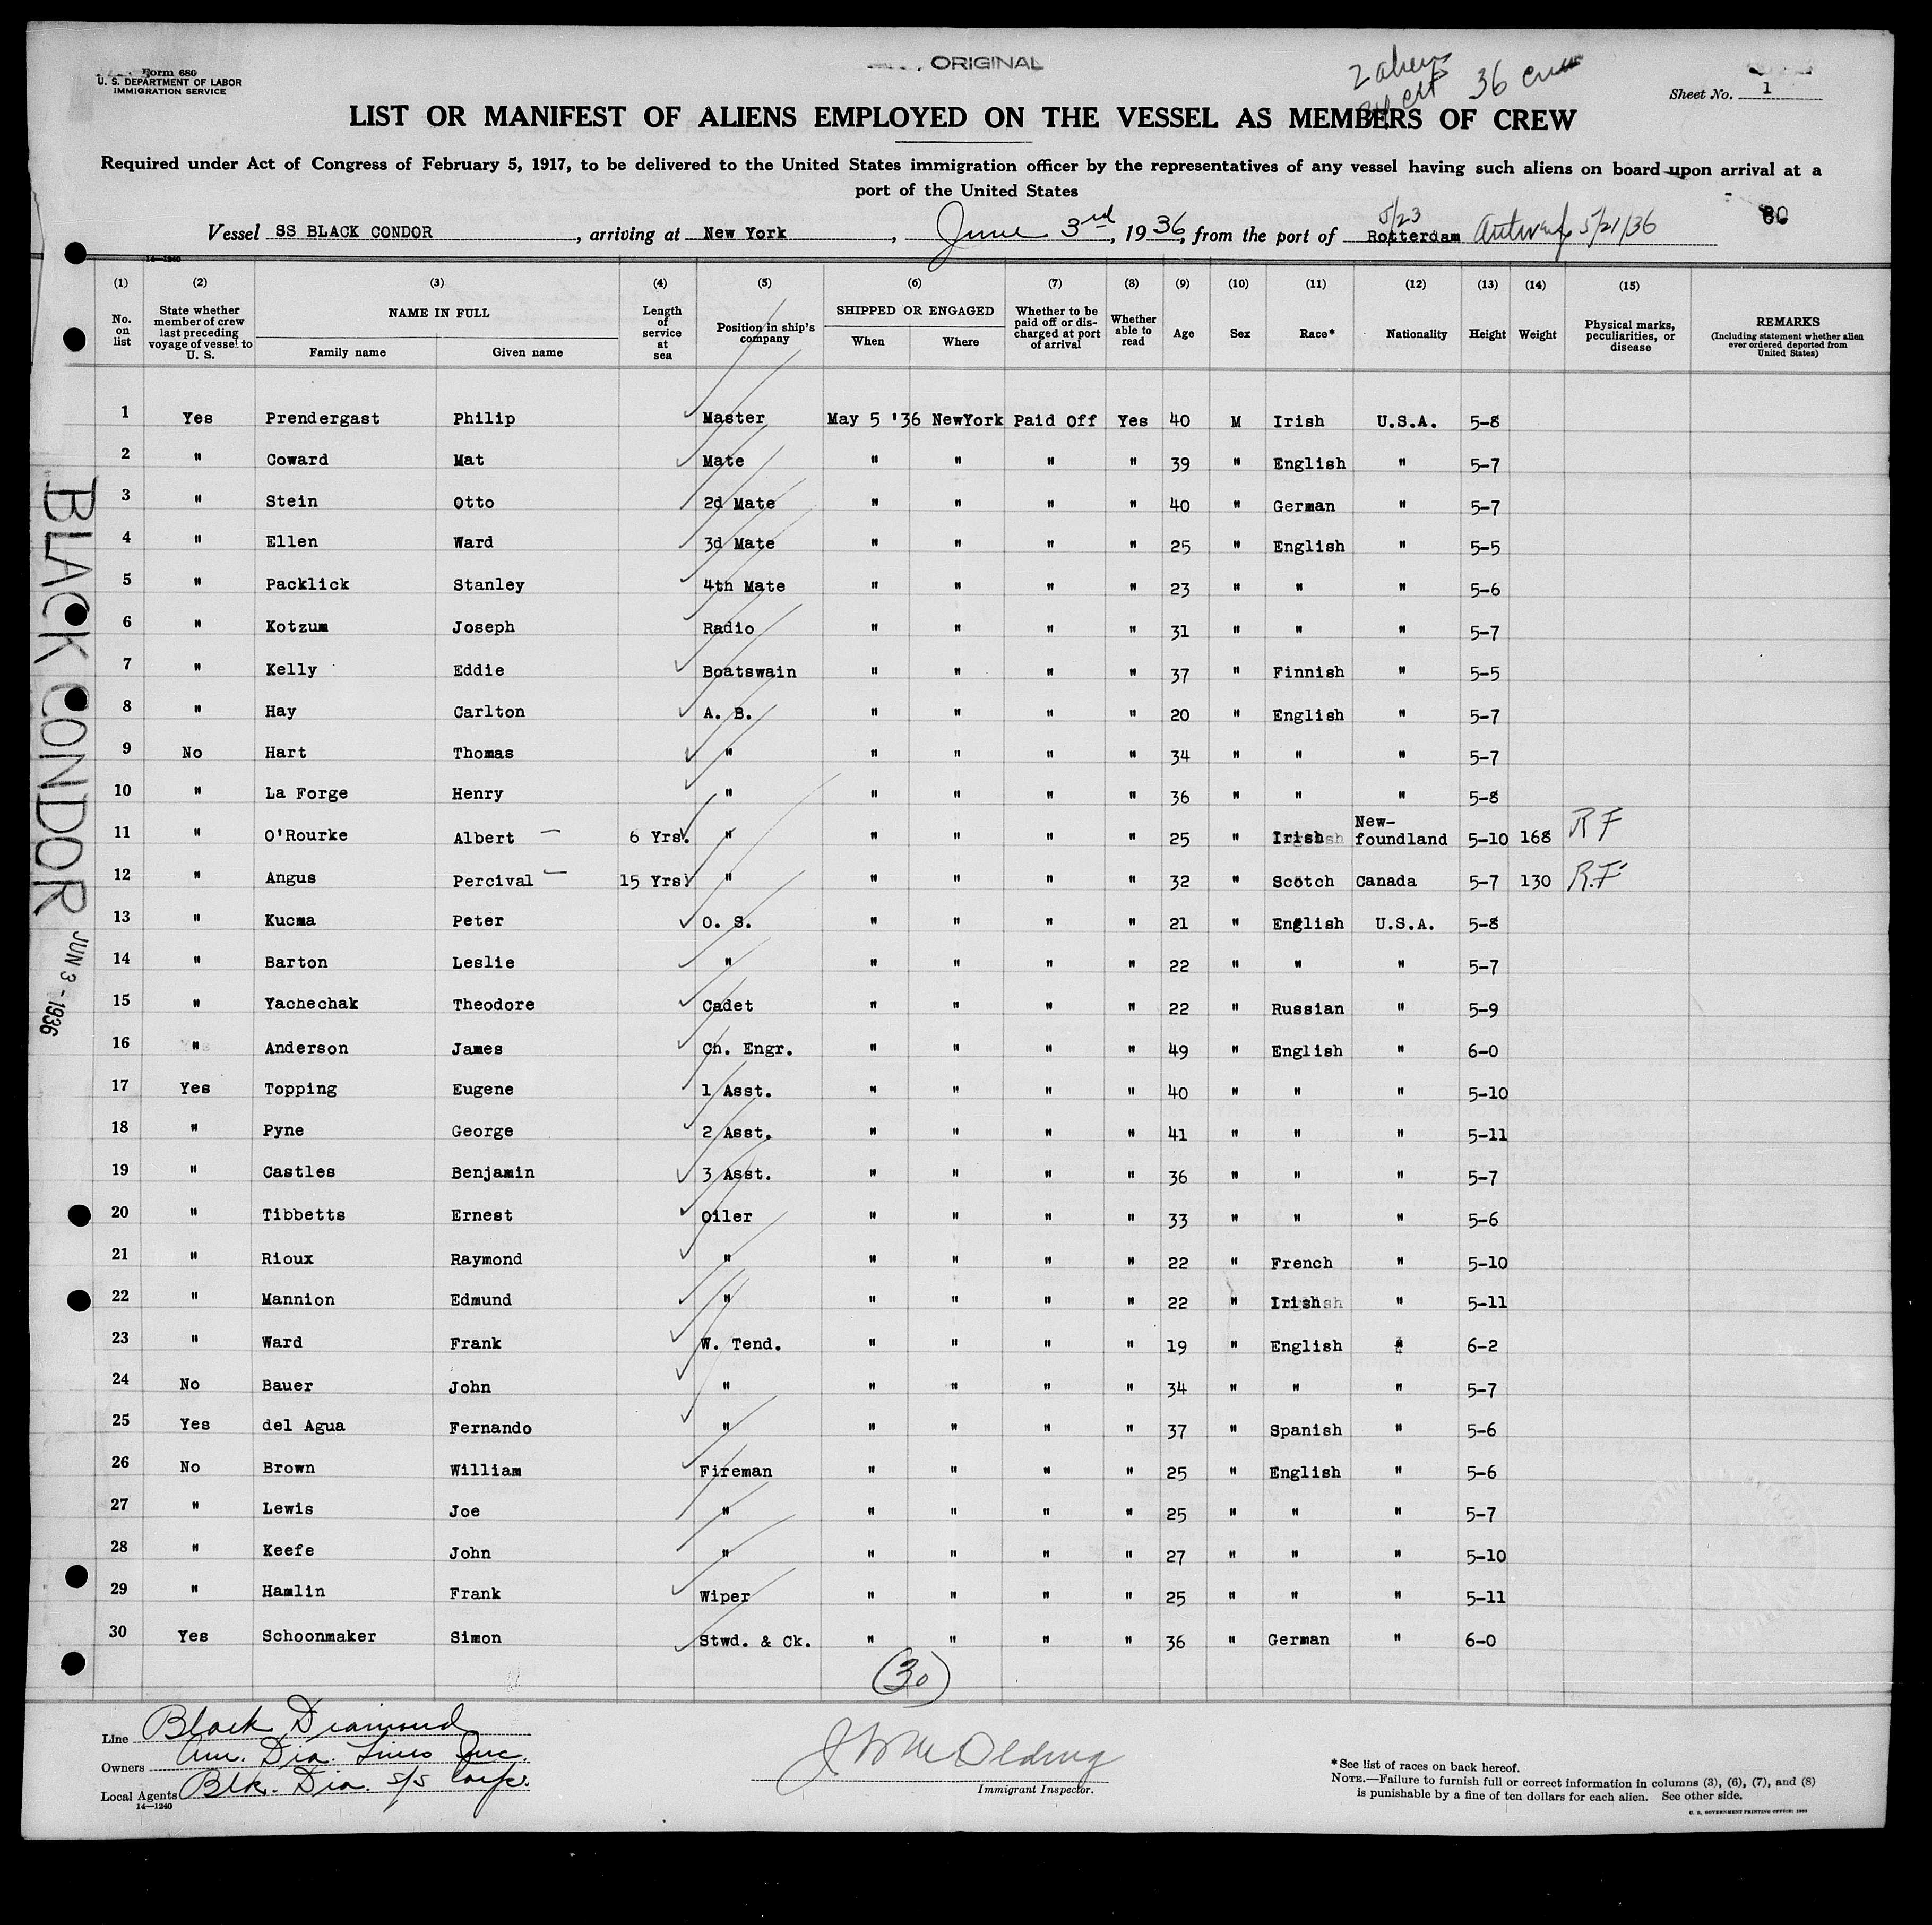 Form 680
U. S. DEPARTMENT OF LABOR
IMMIGRATION SERVICE
ORIGINAL
2 aliens
36 crew
Sheet No. 1
LIST OR MANIFEST OF ALIENS EMPLOYED ON THE VESSEL AS MEMBERS OF CREW
Required under Act of Congress of February 5, 1917, to be delivered to the United States immigration officer by the representatives of any vessel having such aliens on board upon arrival at a
port of the United States
80
Vessel SS BLACK CONDOR, arriving at New York, June 3rd, 1936, from the port of 5/23 Rotterdam Antwerp 5/21/36
14—1240
(1) (2) (3) (4) (5) (6) (7) (8) (9) (10) (11) (12) (13) (14) (15)
No. on list
State whether member of crew last preceding voyage of vessel to U. S.
NAME IN FULL
Family name Given name
Length of service at sea
Position in ship's company
SHIPPED OR ENGAGED
When Where
Whether to be paid off or discharged at port of arrival
Whether able to read
Age
Sex
Race*
Nationality
Height
Weight
Physical marks, peculiarities, or disease
REMARKS
(Including statement whether alien ever ordered deported from United States)
1 Yes Prendergast Philip Master May 5 '36 NewYork Paid Off Yes 40 M Irish U.S.A. 5-8
2 " Coward Mat Mate " " " " 39 " English " 5-7
3 " Stein Otto 2d Mate " " " " 40 " German " 5-7
4 " Ellen Ward 3d Mate " " " " 25 " English " 5-5
5 " Packlick Stanley 4th Mate " " " " 23 " " " 5-6
6 " Kotzum Joseph Radio " " " " 31 " " " 5-7
7 " Kelly Eddie Boatswain " " " " 37 " Finnish " 5-5
8 " Hay Carlton A. B. " " " " 20 " English " 5-7
9 No Hart Thomas " " " " " 34 " " " 5-7
10 " La Forge Henry " " " " " 36 " " " 5-8
11 " O'Rourke Albert — 6 Yrs. " " " " " 25 " Irish New-foundland 5-10 168 RF
12 " Angus Percival — 15 Yrs. " " " " " 32 " Scotch Canada 5-7 130 R.F.
13 " Kucma Peter O. S. " " " " 21 " English U.S.A. 5-8
14 " Barton Leslie " " " " " 22 " " " 5-7
15 " Yachechak Theodore Cadet " " " " 22 " Russian " 5-9
16 " Anderson James Ch. Engr. " " " " 49 " English " 6-0
17 Yes Topping Eugene 1 Asst. " " " " 40 " " " 5-10
18 " Pyne George 2 Asst. " " " " 41 " " " 5-11
19 " Castles Benjamin 3 Asst. " " " " 36 " " " 5-7
20 " Tibbetts Ernest Oiler " " " " 33 " " " 5-6
21 " Rioux Raymond " " " " " 22 " French " 5-10
22 " Mannion Edmund " " " " " 22 " Irish " 5-11
23 " Ward Frank W. Tend. " " " " 19 " English " 6-2
24 No Bauer John " " " " " 34 " " " 5-7
25 Yes del Agua Fernando " " " " " 37 " Spanish " 5-6
26 No Brown William Fireman " " " " 25 " English " 5-6
27 " Lewis Joe " " " " " 25 " " " 5-7
28 " Keefe John " " " " " 27 " " " 5-10
29 " Hamlin Frank Wiper " " " " 25 " " " 5-11
30 Yes Schoonmaker Simon Stwd. & Ck. " " " " 36 " German " 6-0
(30)
BLACK CONDOR
JUN 3 - 1936
Line Black Diamond
Owners Am. Dia. Lines Inc.
Local Agents Blk. Dia. S/S Corp.
14—1240
Immigrant Inspector.
*See list of races on back hereof.
NOTE.—Failure to furnish full or correct information in columns (3), (6), (7), and (8)
is punishable by a fine of ten dollars for each alien. See other side.
U. S. GOVERNMENT PRINTING OFFICE: